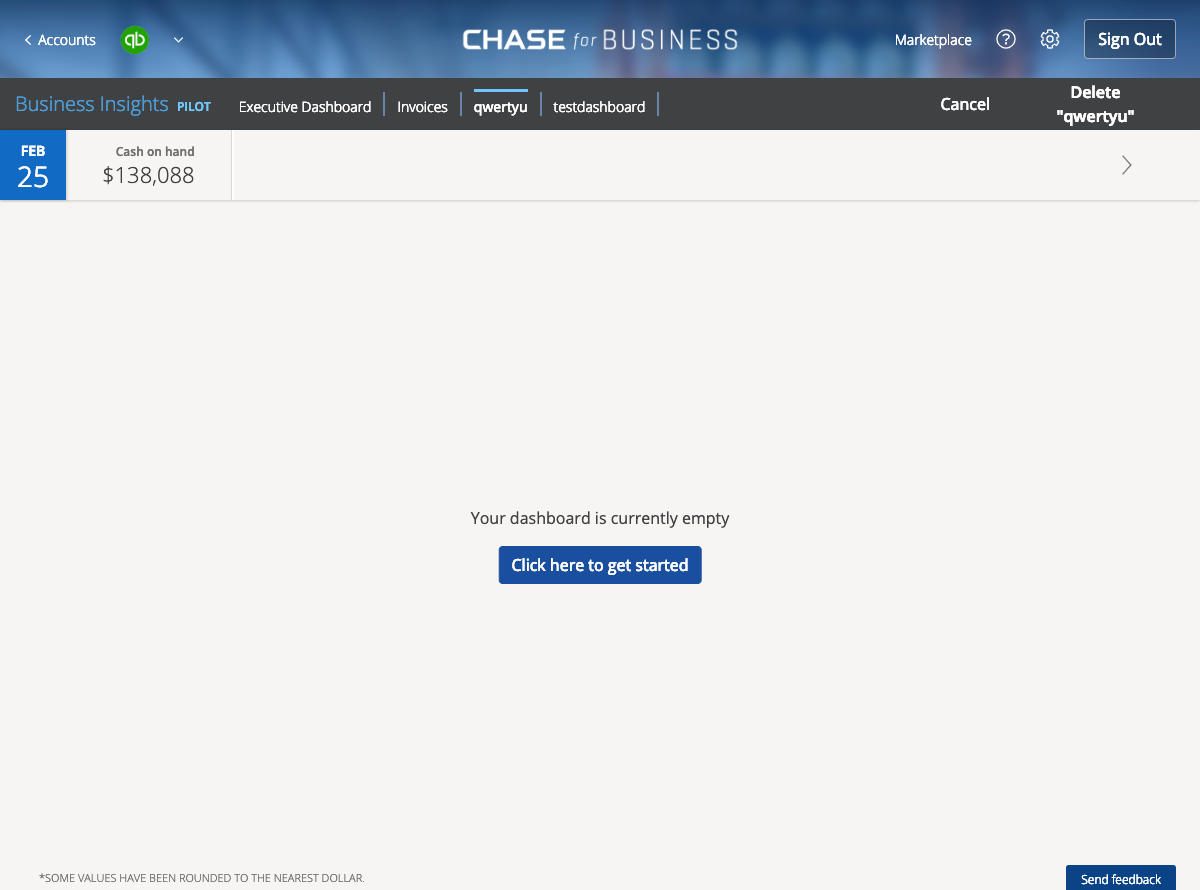 Accounts
qb
CHASE for BUSINESS
Marketplace
?
Sign Out
Business Insights PILOT
Executive Dashboard
Invoices
qwertyu
testdashboard
Cancel
Delete
"qwertyu"
FEB
25
Cash on hand
$138,088
Your dashboard is currently empty
Click here to get started
*SOME VALUES HAVE BEEN ROUNDED TO THE NEAREST DOLLAR.
Send feedback